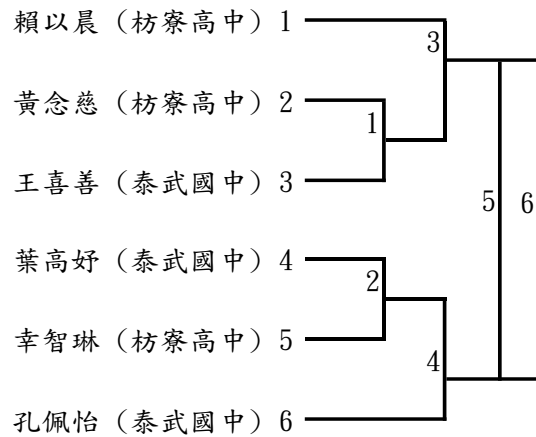 賴以晨（枋寮高中）1
3
黃念慈（枋寮高中）2
1
王喜善（泰武國中）3
5 6
葉高妤（泰武國中）4
2
幸智琳（枋寮高中）5
4
孔佩怡（泰武國中）6